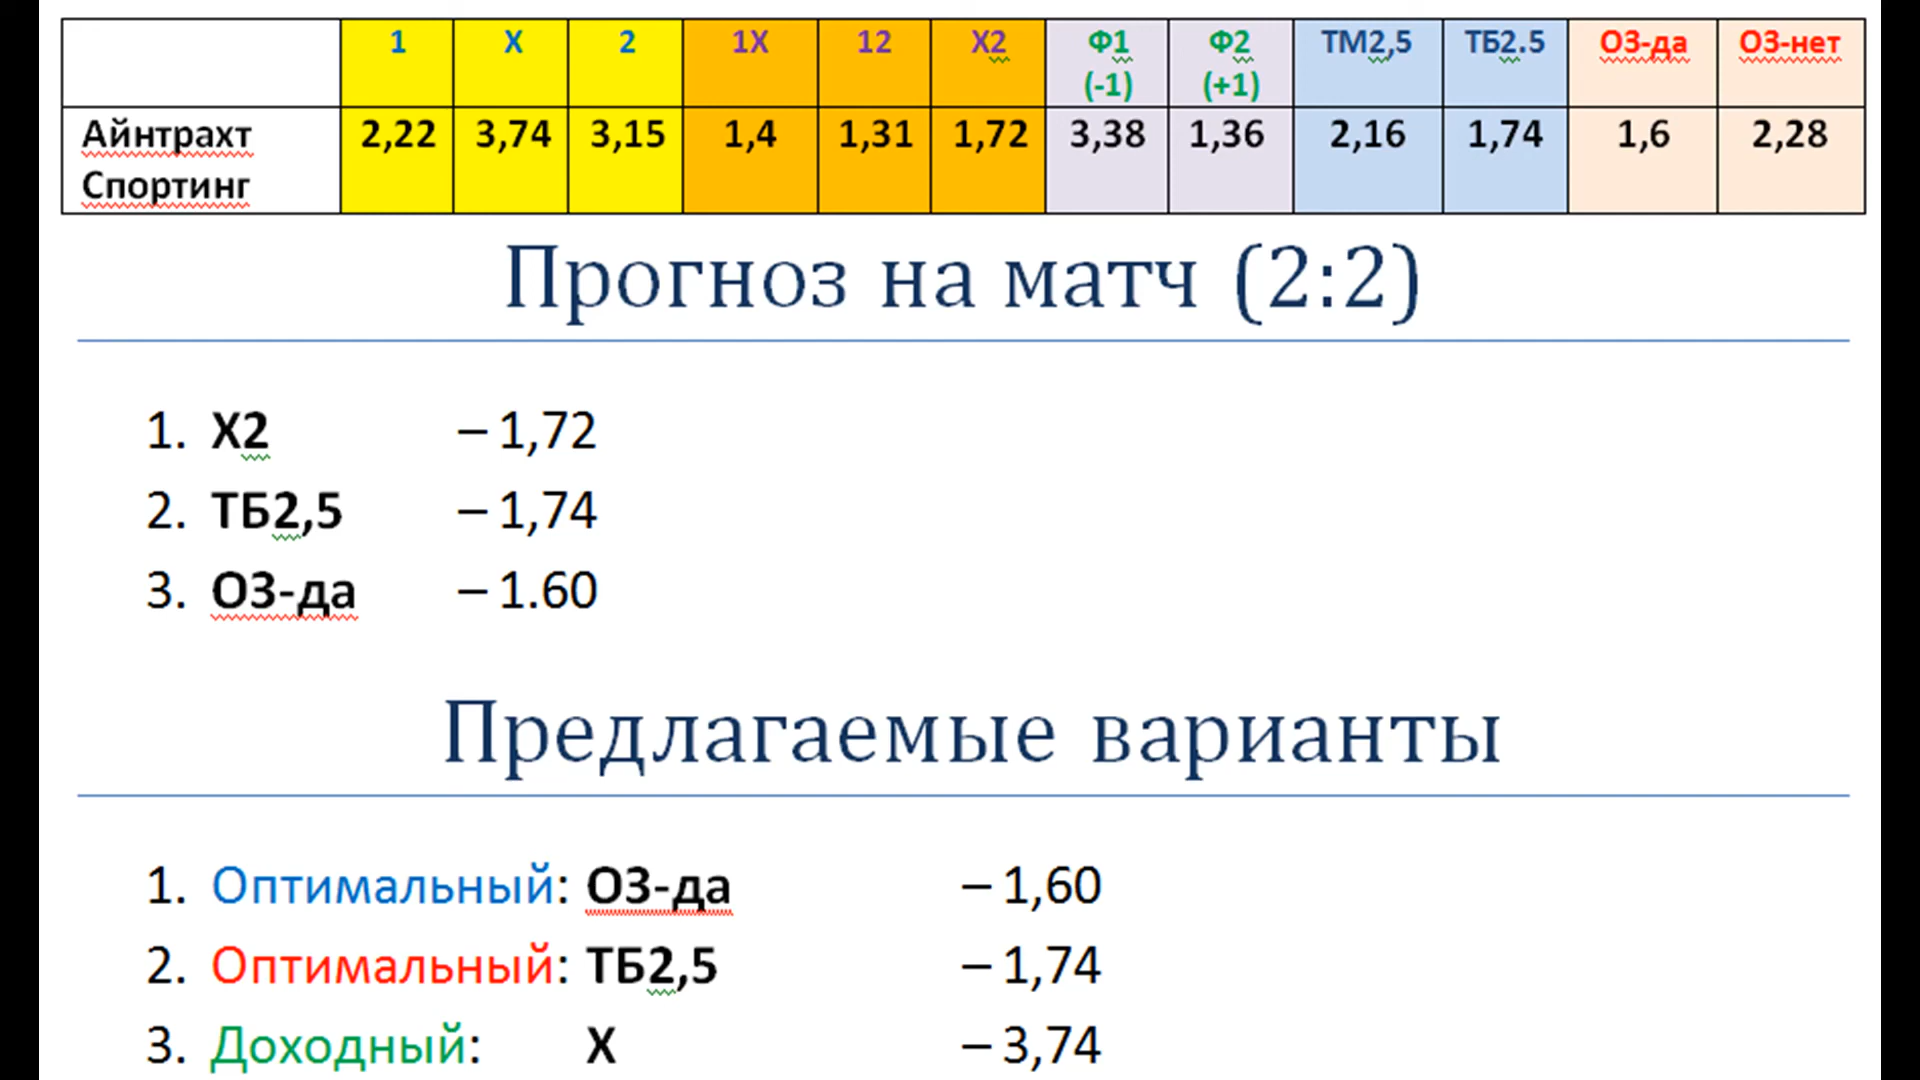 1 X 2 1X 12 X2 Ф1 (-1) Ф2 (+1) ТМ2,5 ТБ2.5 ОЗ-да ОЗ-нет
Айнтрахт Спортинг 2,22 3,74 3,15 1,4 1,31 1,72 3,38 1,36 2,16 1,74 1,6 2,28
Прогноз на матч (2:2)
1. Х2 – 1,72
2. ТБ2,5 – 1,74
3. ОЗ-да – 1.60
Предлагаемые варианты
1. Оптимальный: ОЗ-да – 1,60
2. Оптимальный: ТБ2,5 – 1,74
3. Доходный: Х – 3,74